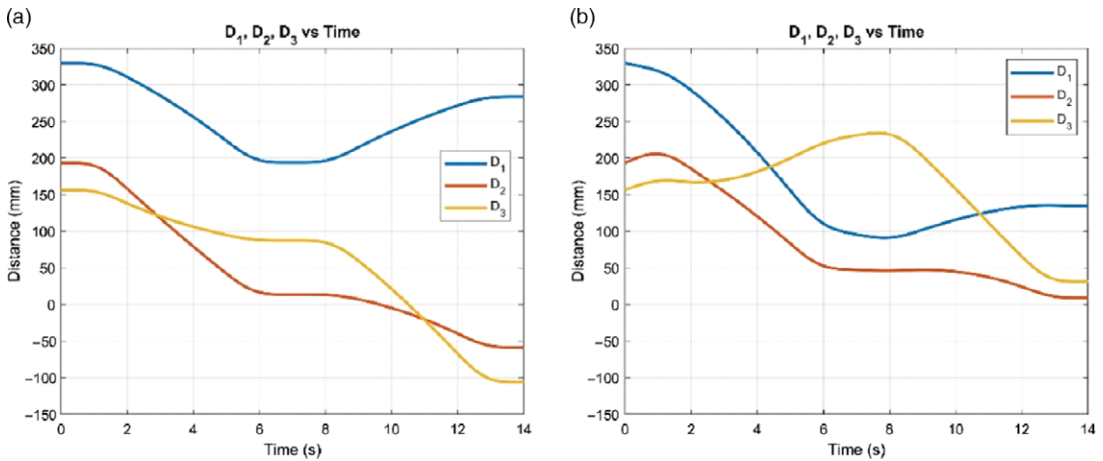 (a)
D₁, D₂, D₃ vs Time
350
300
250
200
150
100
50
0
−50
−100
−150
Distance (mm)
D₁
D₂
D₃
0 2 4 6 8 10 12 14
Time (s)
(b)
D₁, D₂, D₃ vs Time
350
300
250
200
150
100
50
0
−50
−100
−150
Distance (mm)
D₁
D₂
D₃
0 2 4 6 8 10 12 14
Time (s)